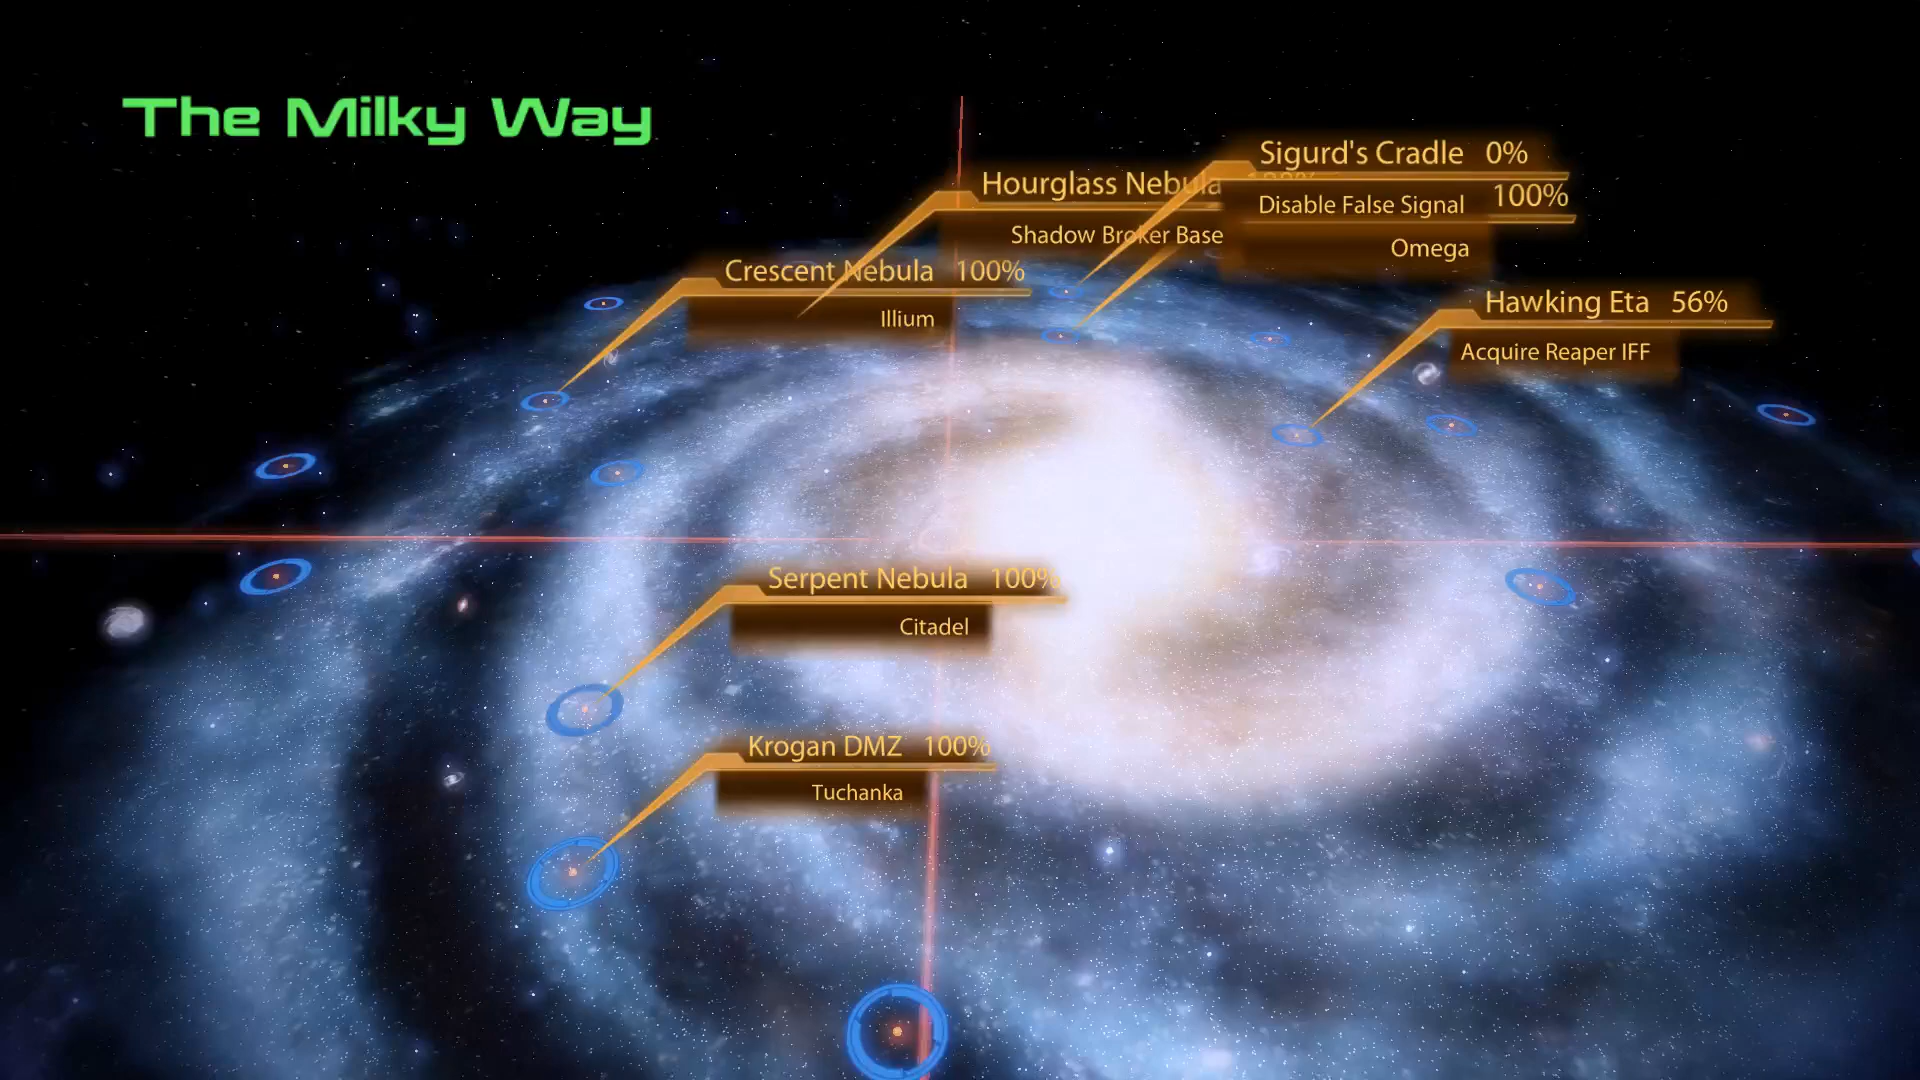 The Milky Way
Sigurd's Cradle 0%
Disable False Signal 100%
Omega
Hourglass Nebula
Shadow Broker Base
Crescent Nebula 100%
Illium
Hawking Eta 56%
Acquire Reaper IFF
Serpent Nebula 100%
Citadel
Krogan DMZ 100%
Tuchanka